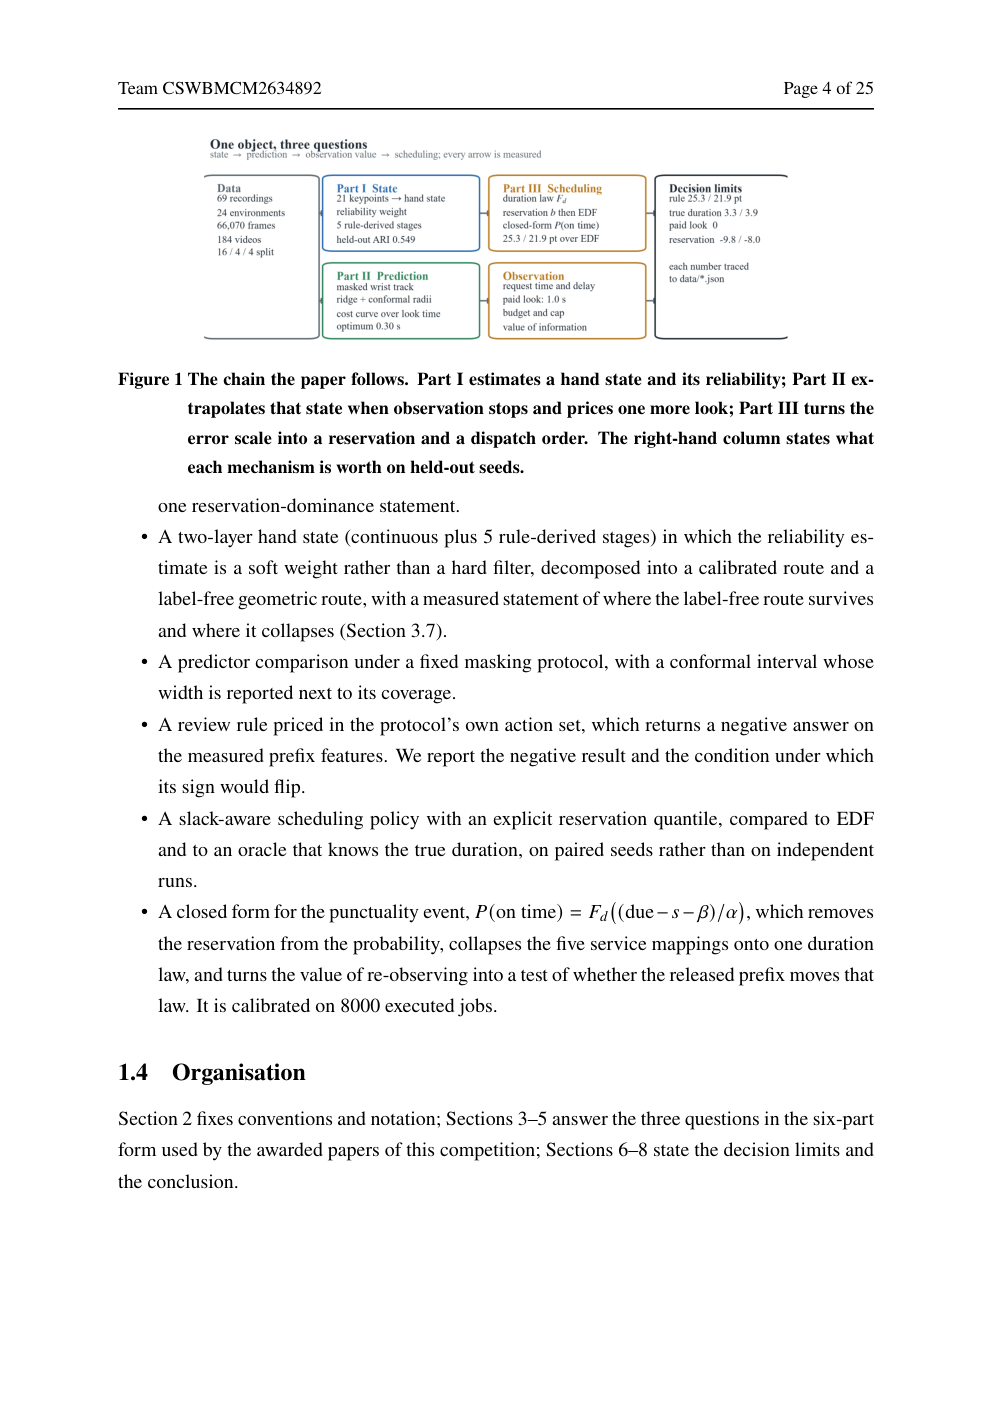 Team CSWBMCM2634892
Page 4 of 25
One object, three questions
state → prediction → observation value → scheduling; every arrow is measured
Data
69 recordings
24 environments
66,070 frames
184 videos
16 / 4 / 4 split
Part I State
21 keypoints → hand state
reliability weight
5 rule-derived stages
held-out ARI 0.549
Part II Prediction
masked wrist track
ridge + conformal radii
cost curve over look time
optimum 0.30 s
Part III Scheduling
duration law F_d
reservation b then EDF
closed-form P(on time)
25.3 / 21.9 pt over EDF
Observation
request time and delay
paid look: 1.0 s
budget and cap
value of information
Decision limits
rule 25.3 / 21.9 pt
true duration 3.3 / 3.9
paid look 0
reservation -9.8 / -8.0
each number traced
to data/*.json
Figure 1 The chain the paper follows. Part I estimates a hand state and its reliability; Part II ex-
trapolates that state when observation stops and prices one more look; Part III turns the
error scale into a reservation and a dispatch order. The right-hand column states what
each mechanism is worth on held-out seeds.
one reservation-dominance statement.
• A two-layer hand state (continuous plus 5 rule-derived stages) in which the reliability es-
timate is a soft weight rather than a hard filter, decomposed into a calibrated route and a
label-free geometric route, with a measured statement of where the label-free route survives
and where it collapses (Section 3.7).
• A predictor comparison under a fixed masking protocol, with a conformal interval whose
width is reported next to its coverage.
• A review rule priced in the protocol's own action set, which returns a negative answer on
the measured prefix features. We report the negative result and the condition under which
its sign would flip.
• A slack-aware scheduling policy with an explicit reservation quantile, compared to EDF
and to an oracle that knows the true duration, on paired seeds rather than on independent
runs.
• A closed form for the punctuality event, P(on time) = F_d((due − s − β)/α), which removes
the reservation from the probability, collapses the five service mappings onto one duration
law, and turns the value of re-observing into a test of whether the released prefix moves that
law. It is calibrated on 8000 executed jobs.
1.4 Organisation
Section 2 fixes conventions and notation; Sections 3–5 answer the three questions in the six-part
form used by the awarded papers of this competition; Sections 6–8 state the decision limits and
the conclusion.